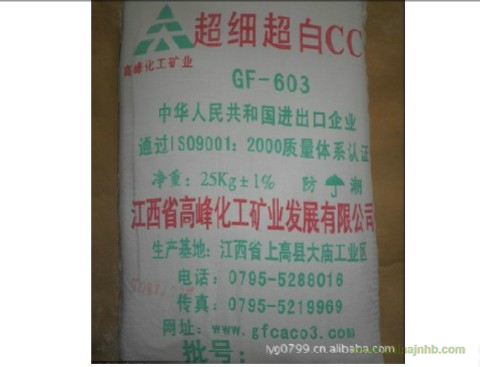 超细超白CC
高峰化工矿业
GF-603
中华人民共和国进出口企业
通过ISO9001：2000质量体系认证
净重：25Kg±1% 防潮
江西省高峰化工矿业发展有限公司
生产基地：江西省上高县大庙工业区
电话：0795-5288016
传真：0795-5219969
网址：www.gfcaco3.com
批号：
lyg0799.cn.alibaba.com